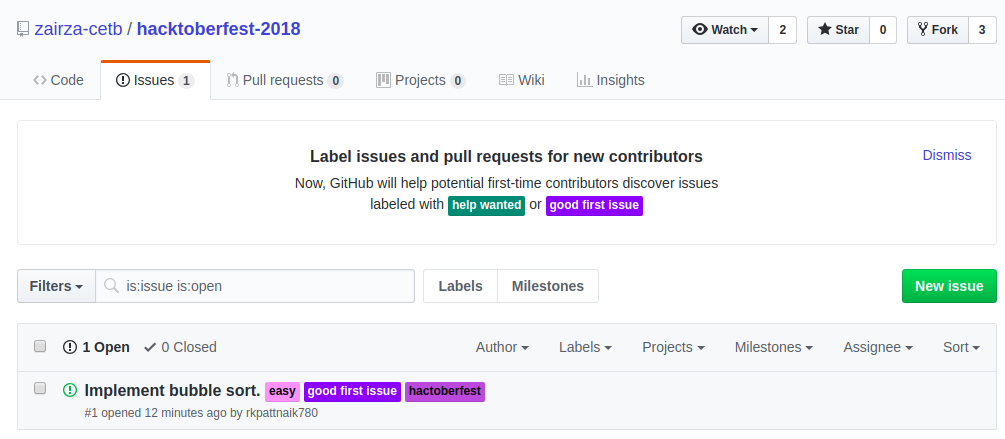 zairza-cetb / hacktoberfest-2018 Watch 2 Star 0 Fork 3
Code Issues 1 Pull requests 0 Projects 0 Wiki Insights
Label issues and pull requests for new contributors Dismiss
Now, GitHub will help potential first-time contributors discover issues
labeled with help wanted or good first issue
Filters is:issue is:open Labels Milestones New issue
1 Open 0 Closed Author Labels Projects Milestones Assignee Sort
Implement bubble sort. easy good first issue hactoberfest
#1 opened 12 minutes ago by rkpattnaik780